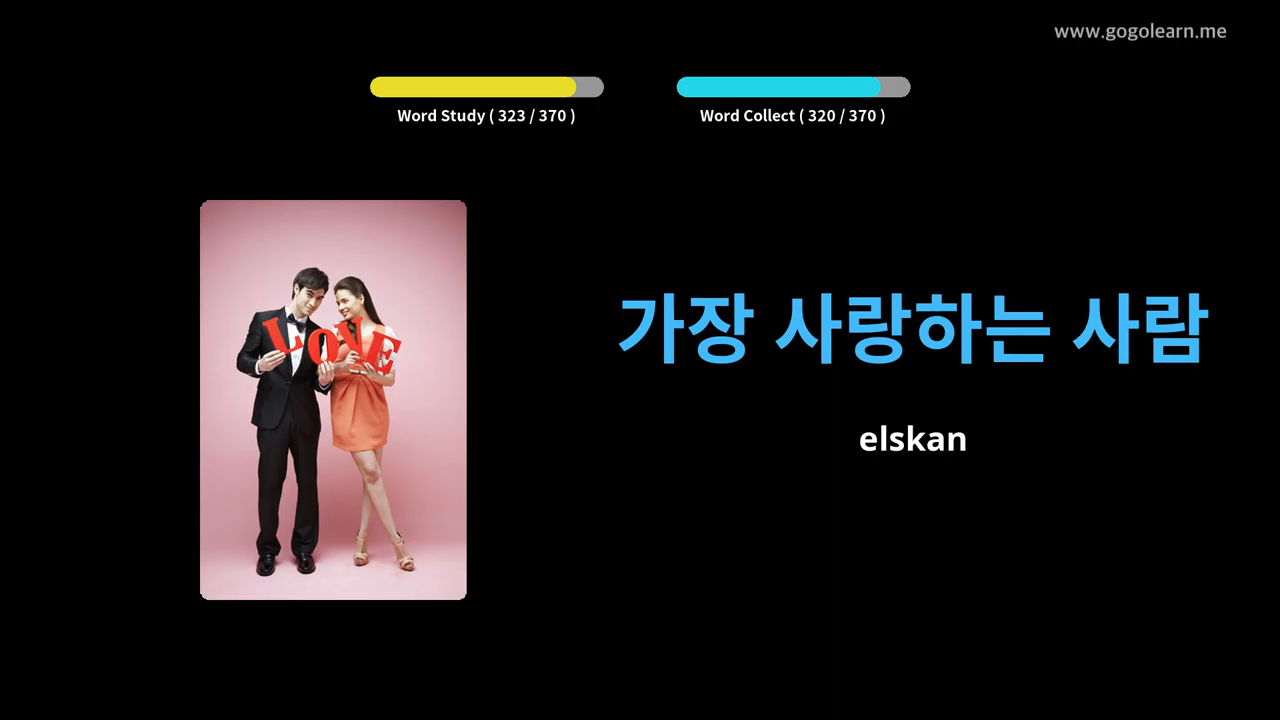 www.gogolearn.me
Word Study ( 323 / 370 )
Word Collect ( 320 / 370 )
LOVE
가장 사랑하는 사람
elskan